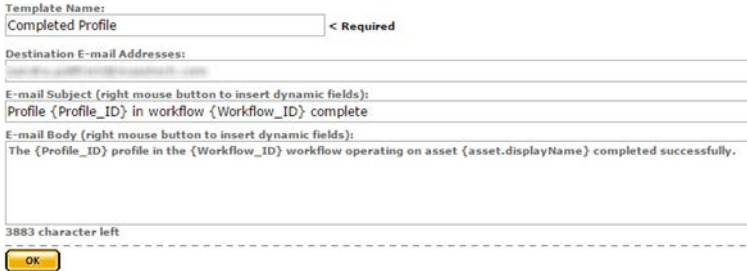 Template Name:
Completed Profile < Required
Destination E-mail Addresses:
E-mail Subject (right mouse button to insert dynamic fields):
Profile {Profile_ID} in workflow {Workflow_ID} complete
E-mail Body (right mouse button to insert dynamic fields):
The {Profile_ID} profile in the {Workflow_ID} workflow operating on asset {asset.displayName} completed successfully.
3883 character left
OK